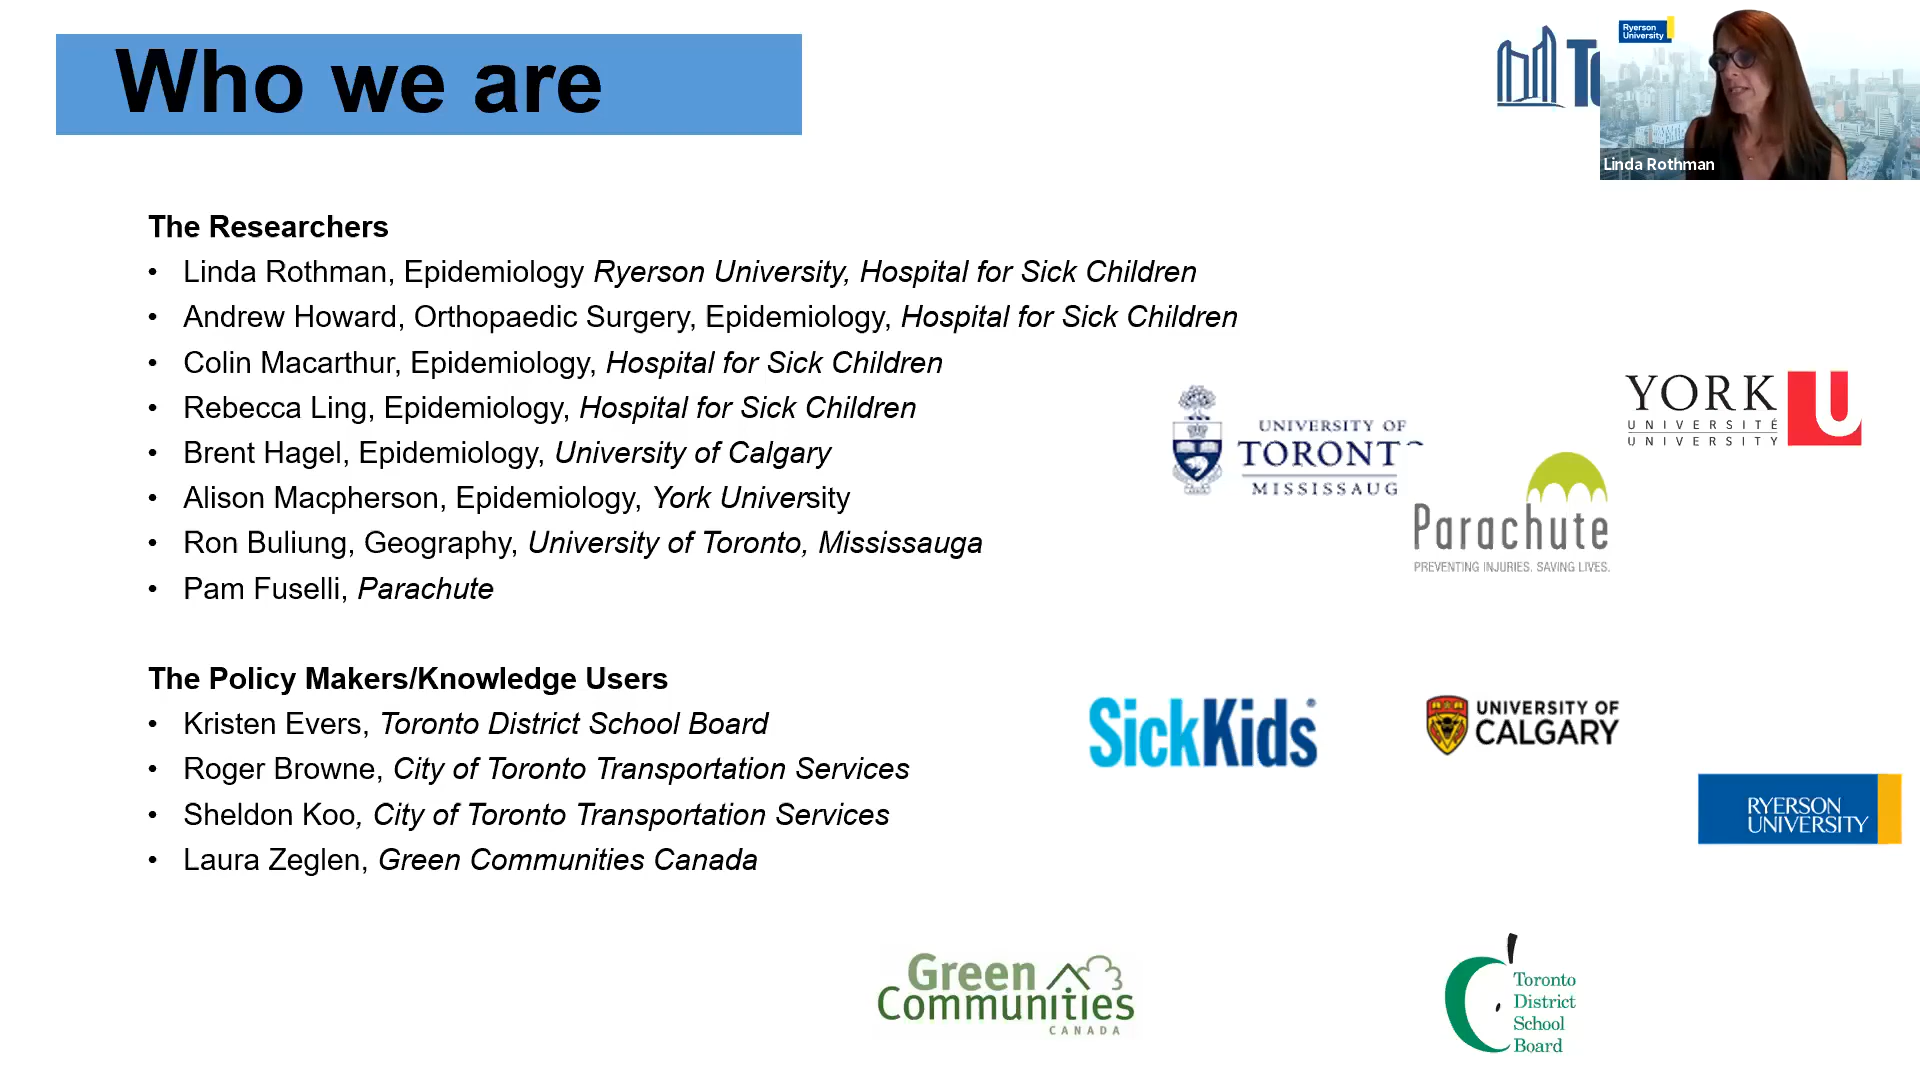 Who we are
Ryerson
University
Linda Rothman
The Researchers
• Linda Rothman, Epidemiology Ryerson University, Hospital for Sick Children
• Andrew Howard, Orthopaedic Surgery, Epidemiology, Hospital for Sick Children
• Colin Macarthur, Epidemiology, Hospital for Sick Children
• Rebecca Ling, Epidemiology, Hospital for Sick Children
• Brent Hagel, Epidemiology, University of Calgary
• Alison Macpherson, Epidemiology, York University
• Ron Buliung, Geography, University of Toronto, Mississauga
• Pam Fuselli, Parachute
YORK
UNIVERSITÉ
UNIVERSITY
U
UNIVERSITY OF
TORONT
MISSISSAUG
Parachute
PREVENTING INJURIES. SAVING LIVES.
The Policy Makers/Knowledge Users
• Kristen Evers, Toronto District School Board
• Roger Browne, City of Toronto Transportation Services
• Sheldon Koo, City of Toronto Transportation Services
• Laura Zeglen, Green Communities Canada
SickKids®
UNIVERSITY OF
CALGARY
RYERSON
UNIVERSITY
Green
Communities
CANADA
Toronto
District
School
Board